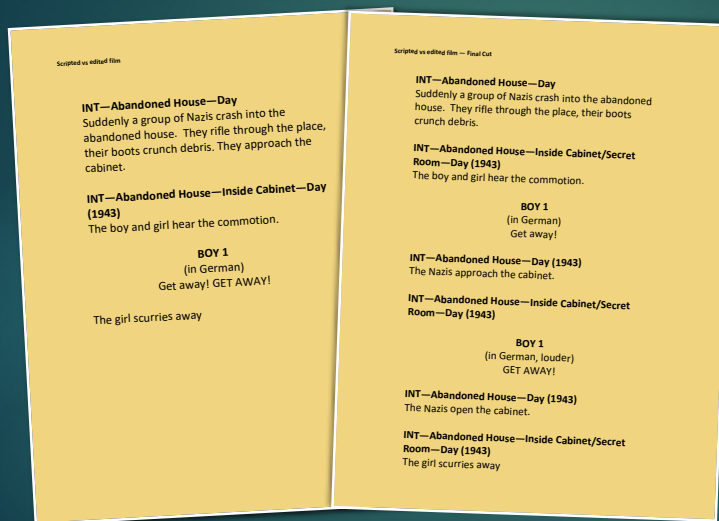 Scripted vs edited film
INT—Abandoned House—Day
Suddenly a group of Nazis crash into the
abandoned house.  They rifle through the place,
their boots crunch debris. They approach the
cabinet.
INT—Abandoned House—Inside Cabinet—Day
(1943)
The boy and girl hear the commotion.
BOY 1
(in German)
Get away! GET AWAY!
The girl scurries away
Scripted vs edited film — Final Cut
INT—Abandoned House—Day
Suddenly a group of Nazis crash into the abandoned
house.  They rifle through the place, their boots
crunch debris.
INT—Abandoned House—Inside Cabinet/Secret
Room—Day (1943)
The boy and girl hear the commotion.
BOY 1
(in German)
Get away!
INT—Abandoned House—Day (1943)
The Nazis approach the cabinet.
INT—Abandoned House—Inside Cabinet/Secret
Room—Day (1943)
BOY 1
(in German, louder)
GET AWAY!
INT—Abandoned House—Day (1943)
The Nazis open the cabinet.
INT—Abandoned House—Inside Cabinet/Secret
Room—Day (1943)
The girl scurries away